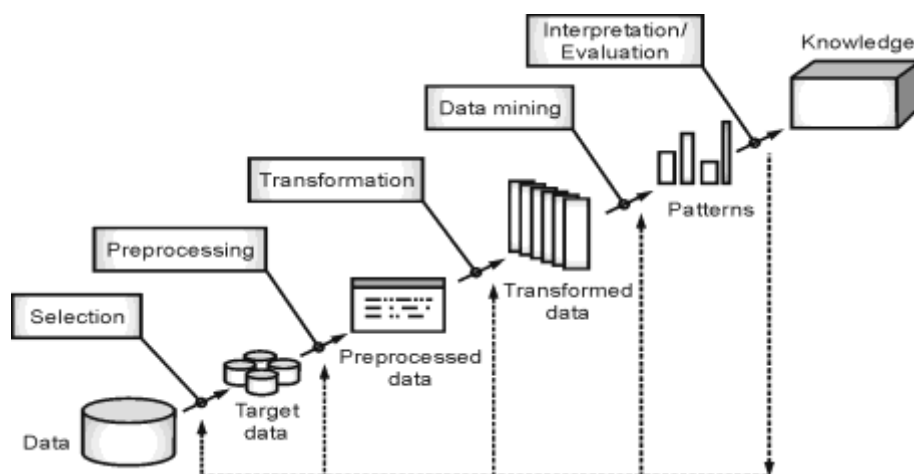 Interpretation/
Evaluation
Knowledge
Data mining
Patterns
Transformation
Transformed
data
Preprocessing
Preprocessed
data
Selection
Target
data
Data